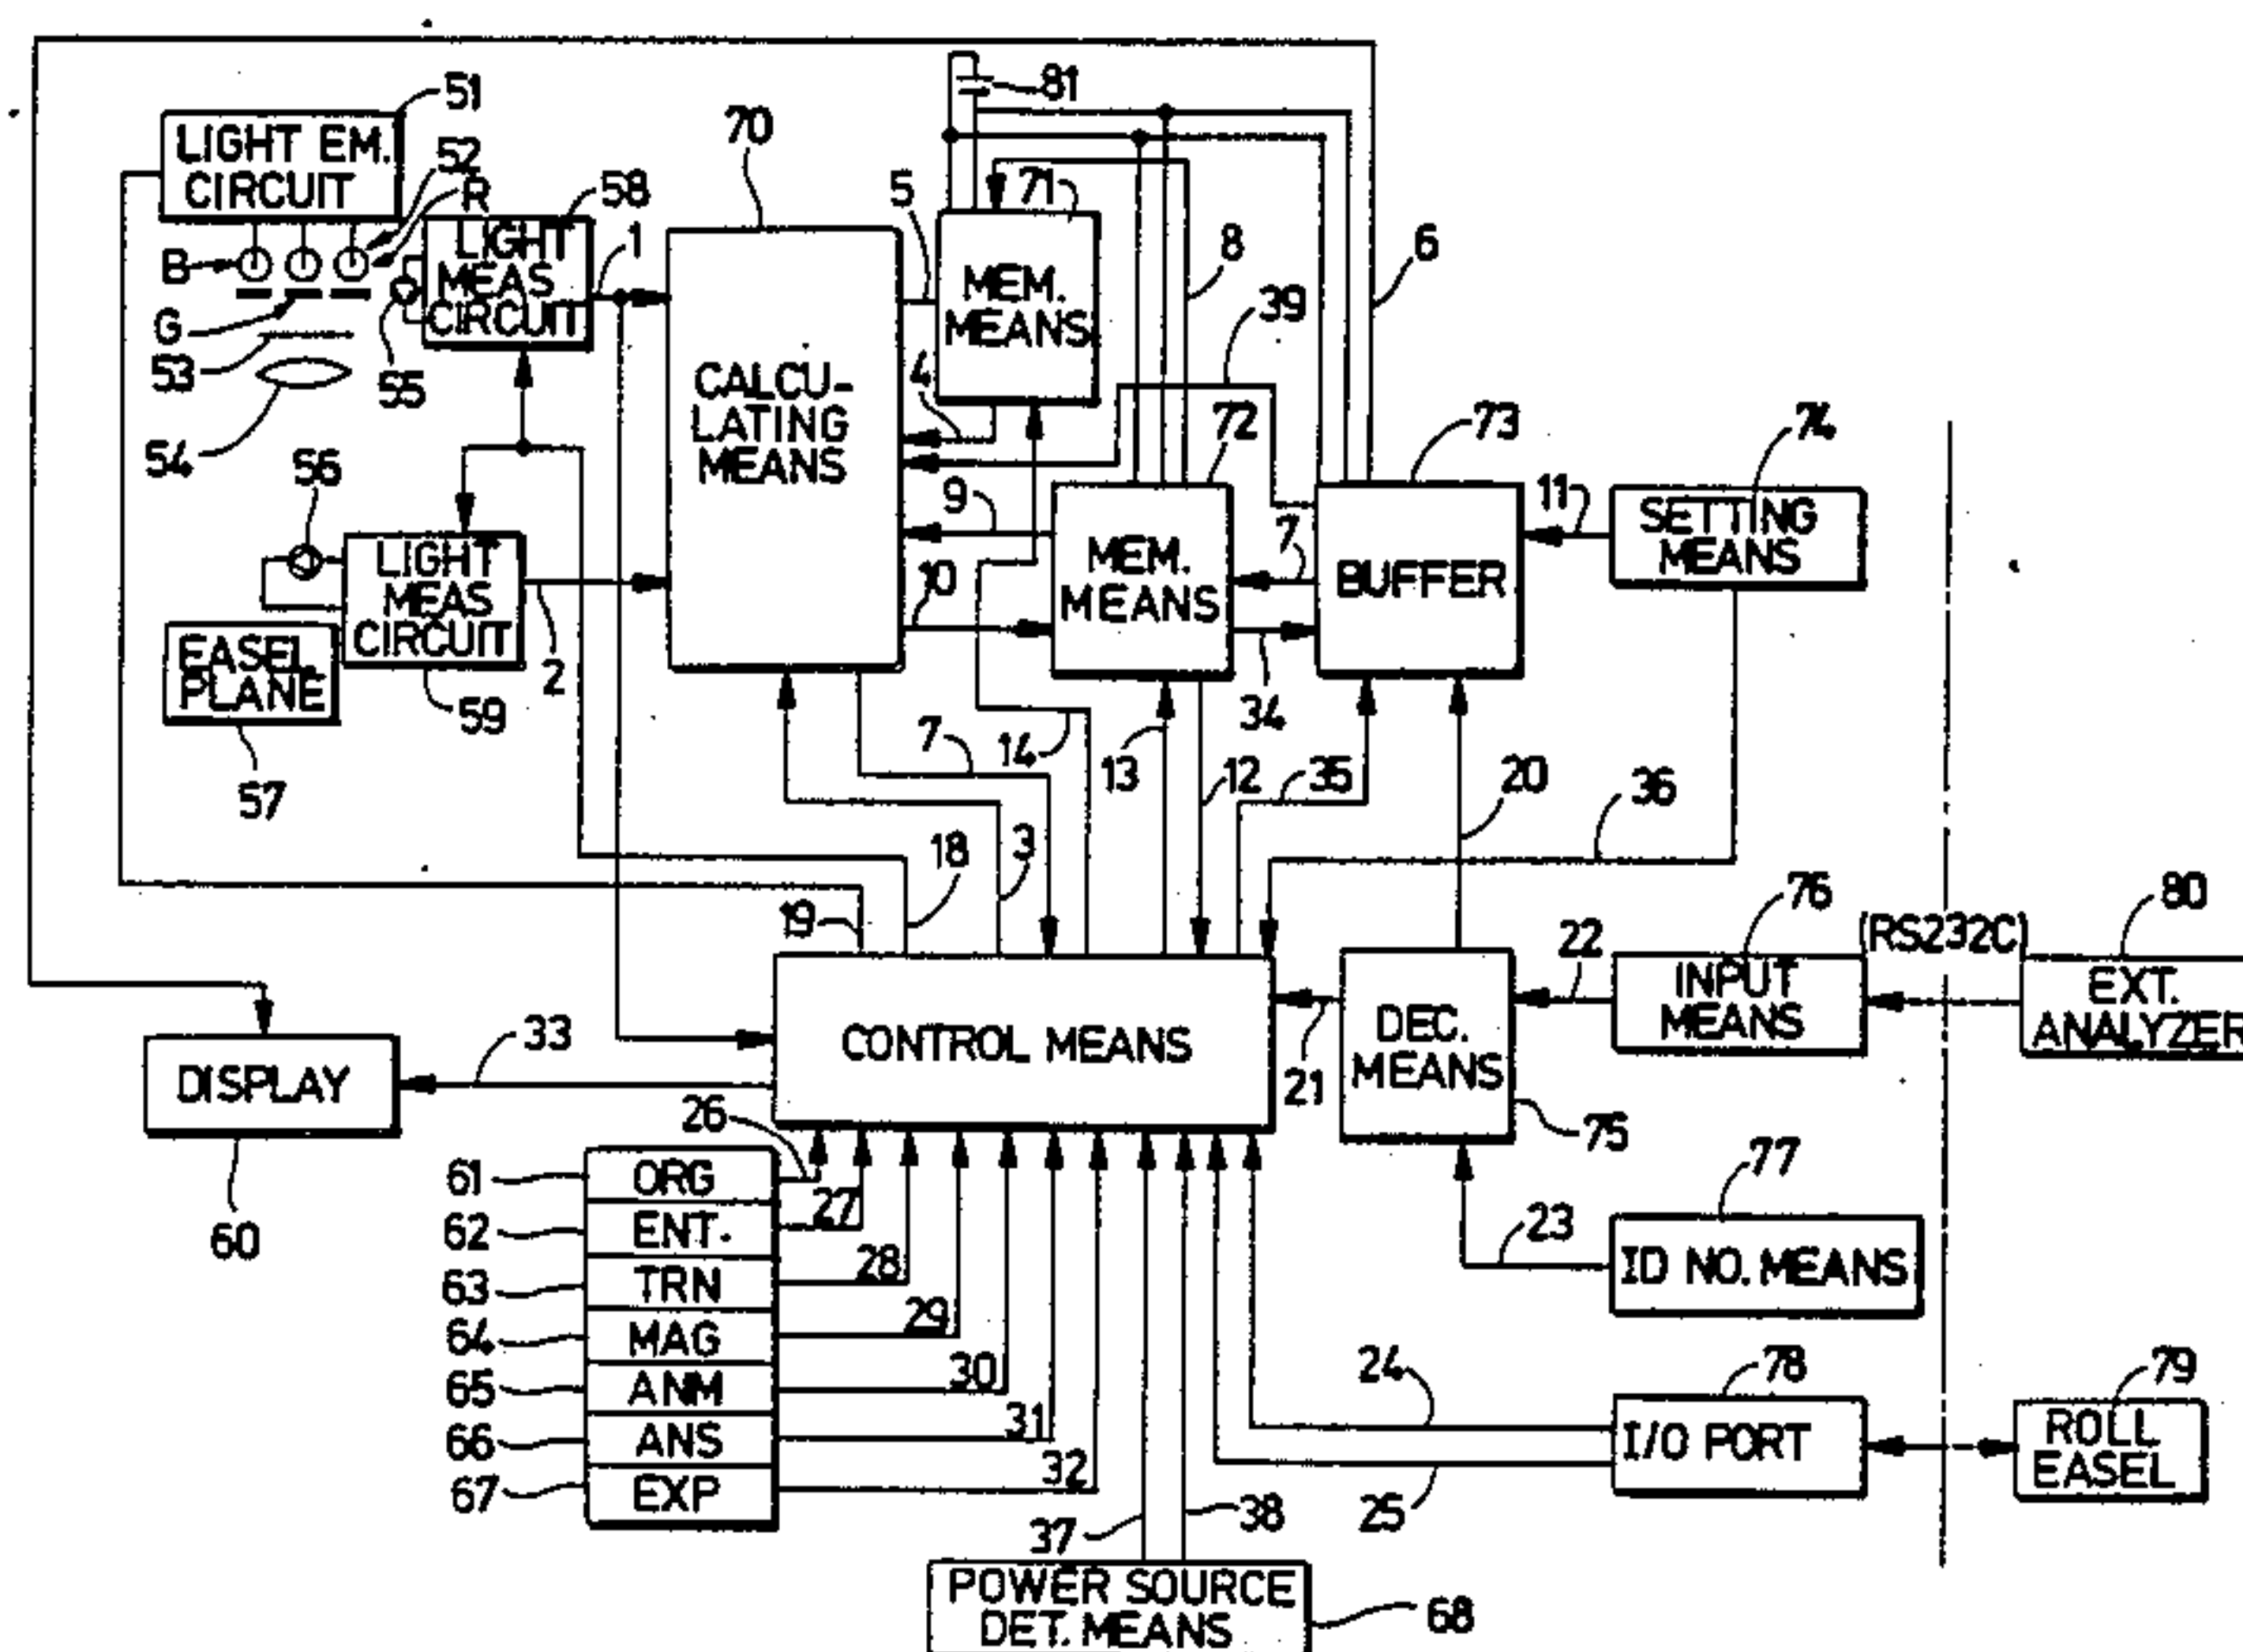 51
LIGHT EM.
CIRCUIT
52
R
B
G
53
54
55
58
LIGHT
MEAS
CIRCUIT
1
56
LIGHT
MEAS
CIRCUIT
2
59
EASEL
PLANE
57
70
CALCU-
LATING
MEANS
5
4
81
71
MEM.
MEANS
8
39
6
72
MEM.
MEANS
9
10
7
34
73
BUFFER
11
74
SETTING
MEANS
7
14
13
12
35
20
36
19
18
3
CONTROL MEANS
21
DEC.
MEANS
75
22
76
INPUT
MEANS
(RS232C)
80
EXT.
ANALYZER
33
DISPLAY
60
26
61 ORG
27
62 ENT.
28
63 TRN
29
64 MAG
30
65 ANM
31
66 ANS
32
67 EXP
23
77
ID NO. MEANS
24
25
78
I/O PORT
79
ROLL
EASEL
37
38
POWER SOURCE
DET. MEANS
68